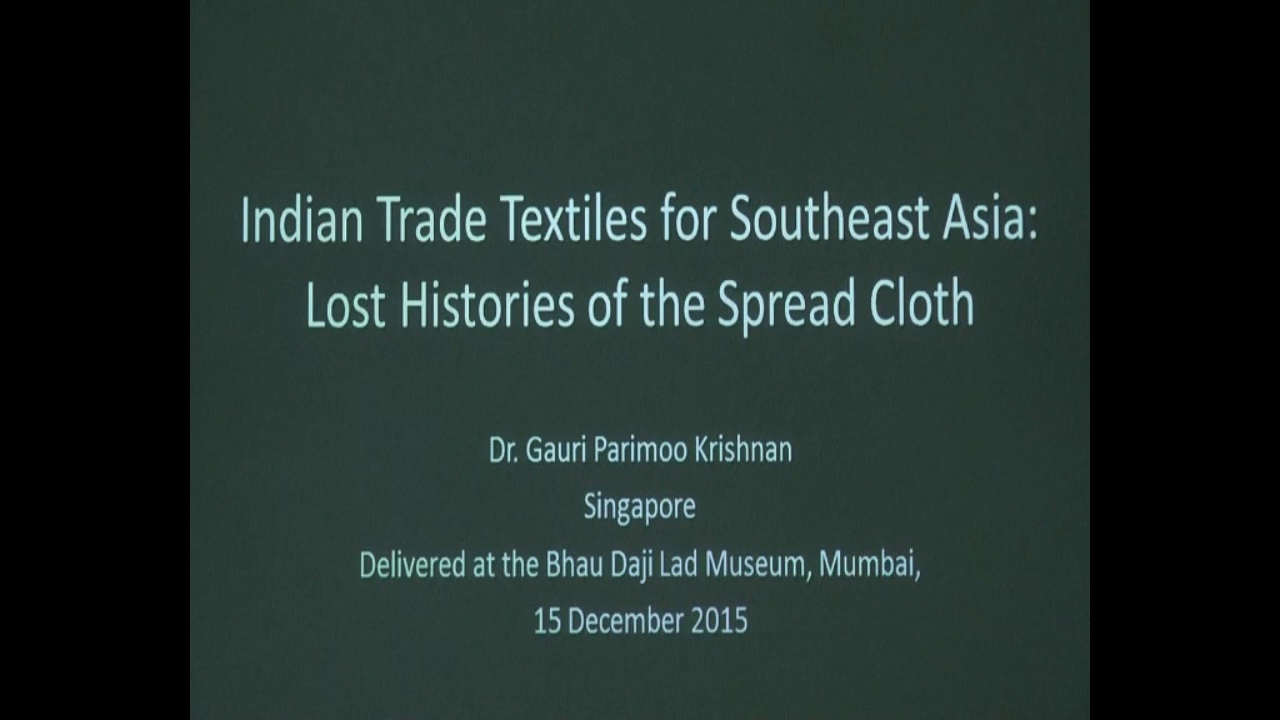 Indian Trade Textiles for Southeast Asia:
Lost Histories of the Spread Cloth
Dr. Gauri Parimoo Krishnan
Singapore
Delivered at the Bhau Daji Lad Museum, Mumbai,
15 December 2015